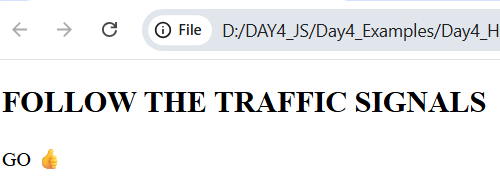 File D:/DAY4_JS/Day4_Examples/Day4_H
FOLLOW THE TRAFFIC SIGNALS
GO 👍